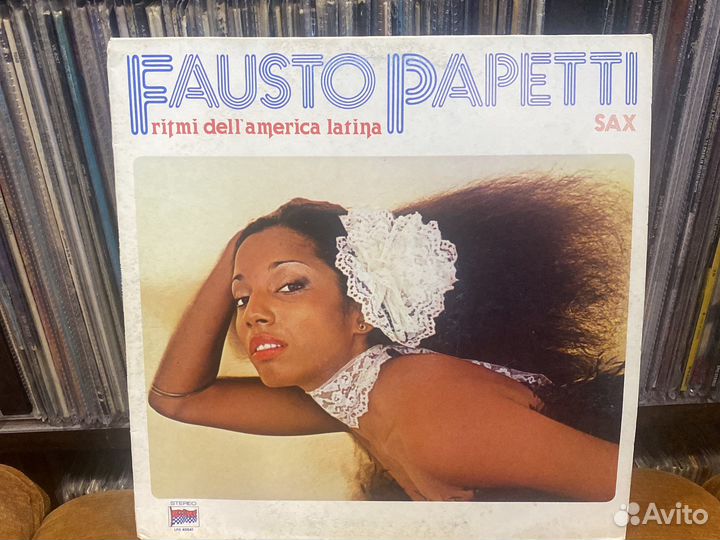 FAUSTO PAPETTI
ritmi dell'america latina
SAX
STEREO
Avito